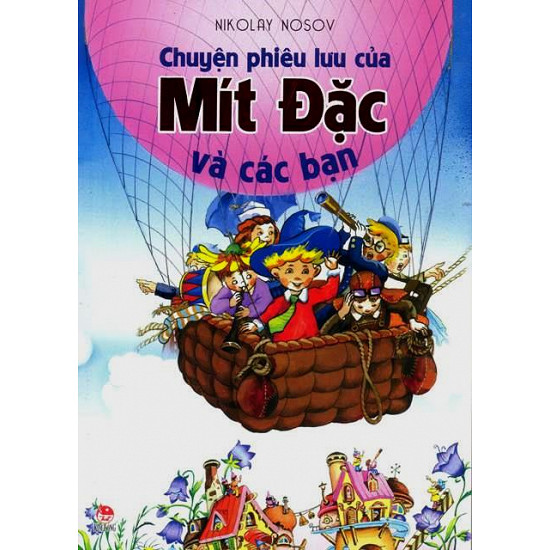 NIKOLAY NOSOV
Chuyện phiêu lưu của
Mít Đặc
và các bạn